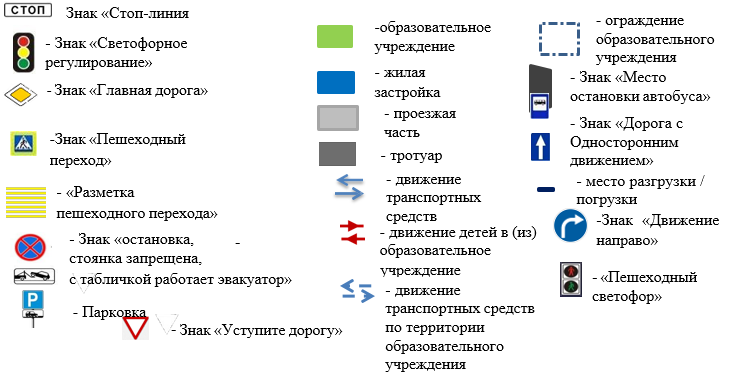 СТОП
Знак «Стоп-линия
- Знак «Светофорное
регулирование»
- Знак «Главная дорога»
-Знак «Пешеходный
переход»
- «Разметка
пешеходного перехода»
- Знак «остановка,
стоянка запрещена,
с табличкой работает эвакуатор»
P
- Парковка
- Знак «Уступите дорогу»
-образовательное
учреждение
- жилая
застройка
- проезжая
часть
- тротуар
- движение
транспортных
средств
- движение детей в (из)
образовательное
учреждение
- движение
транспортных средств
по территории
образовательного
учреждения
- ограждение
образовательного
учреждения
- Знак «Место
остановки автобуса»
- Знак «Дорога с
Односторонним
движением»
- место разгрузки /
погрузки
-Знак «Движение
направо»
- «Пешеходный
светофор»